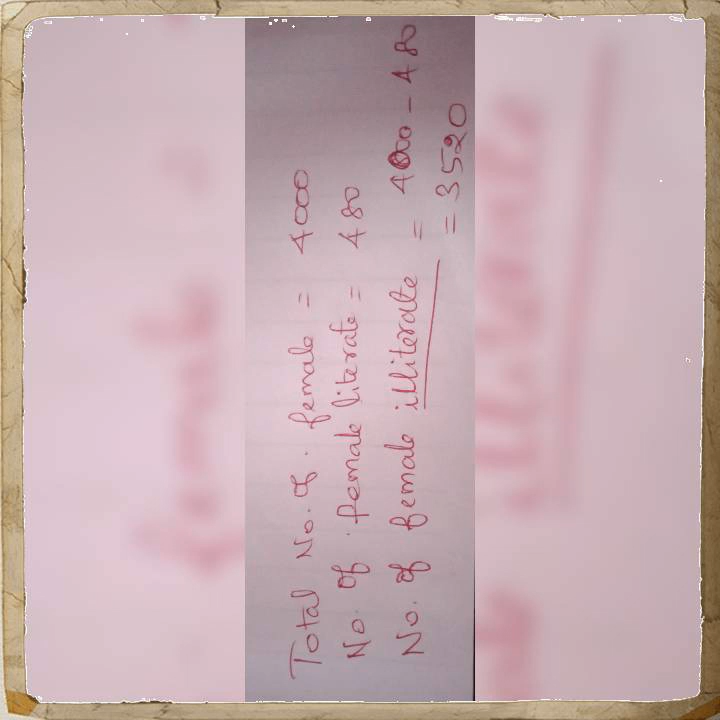 Total No. of. female = 4000
No. of female literate = 480
No. of female illiterate = 4000 - 480
= 3520